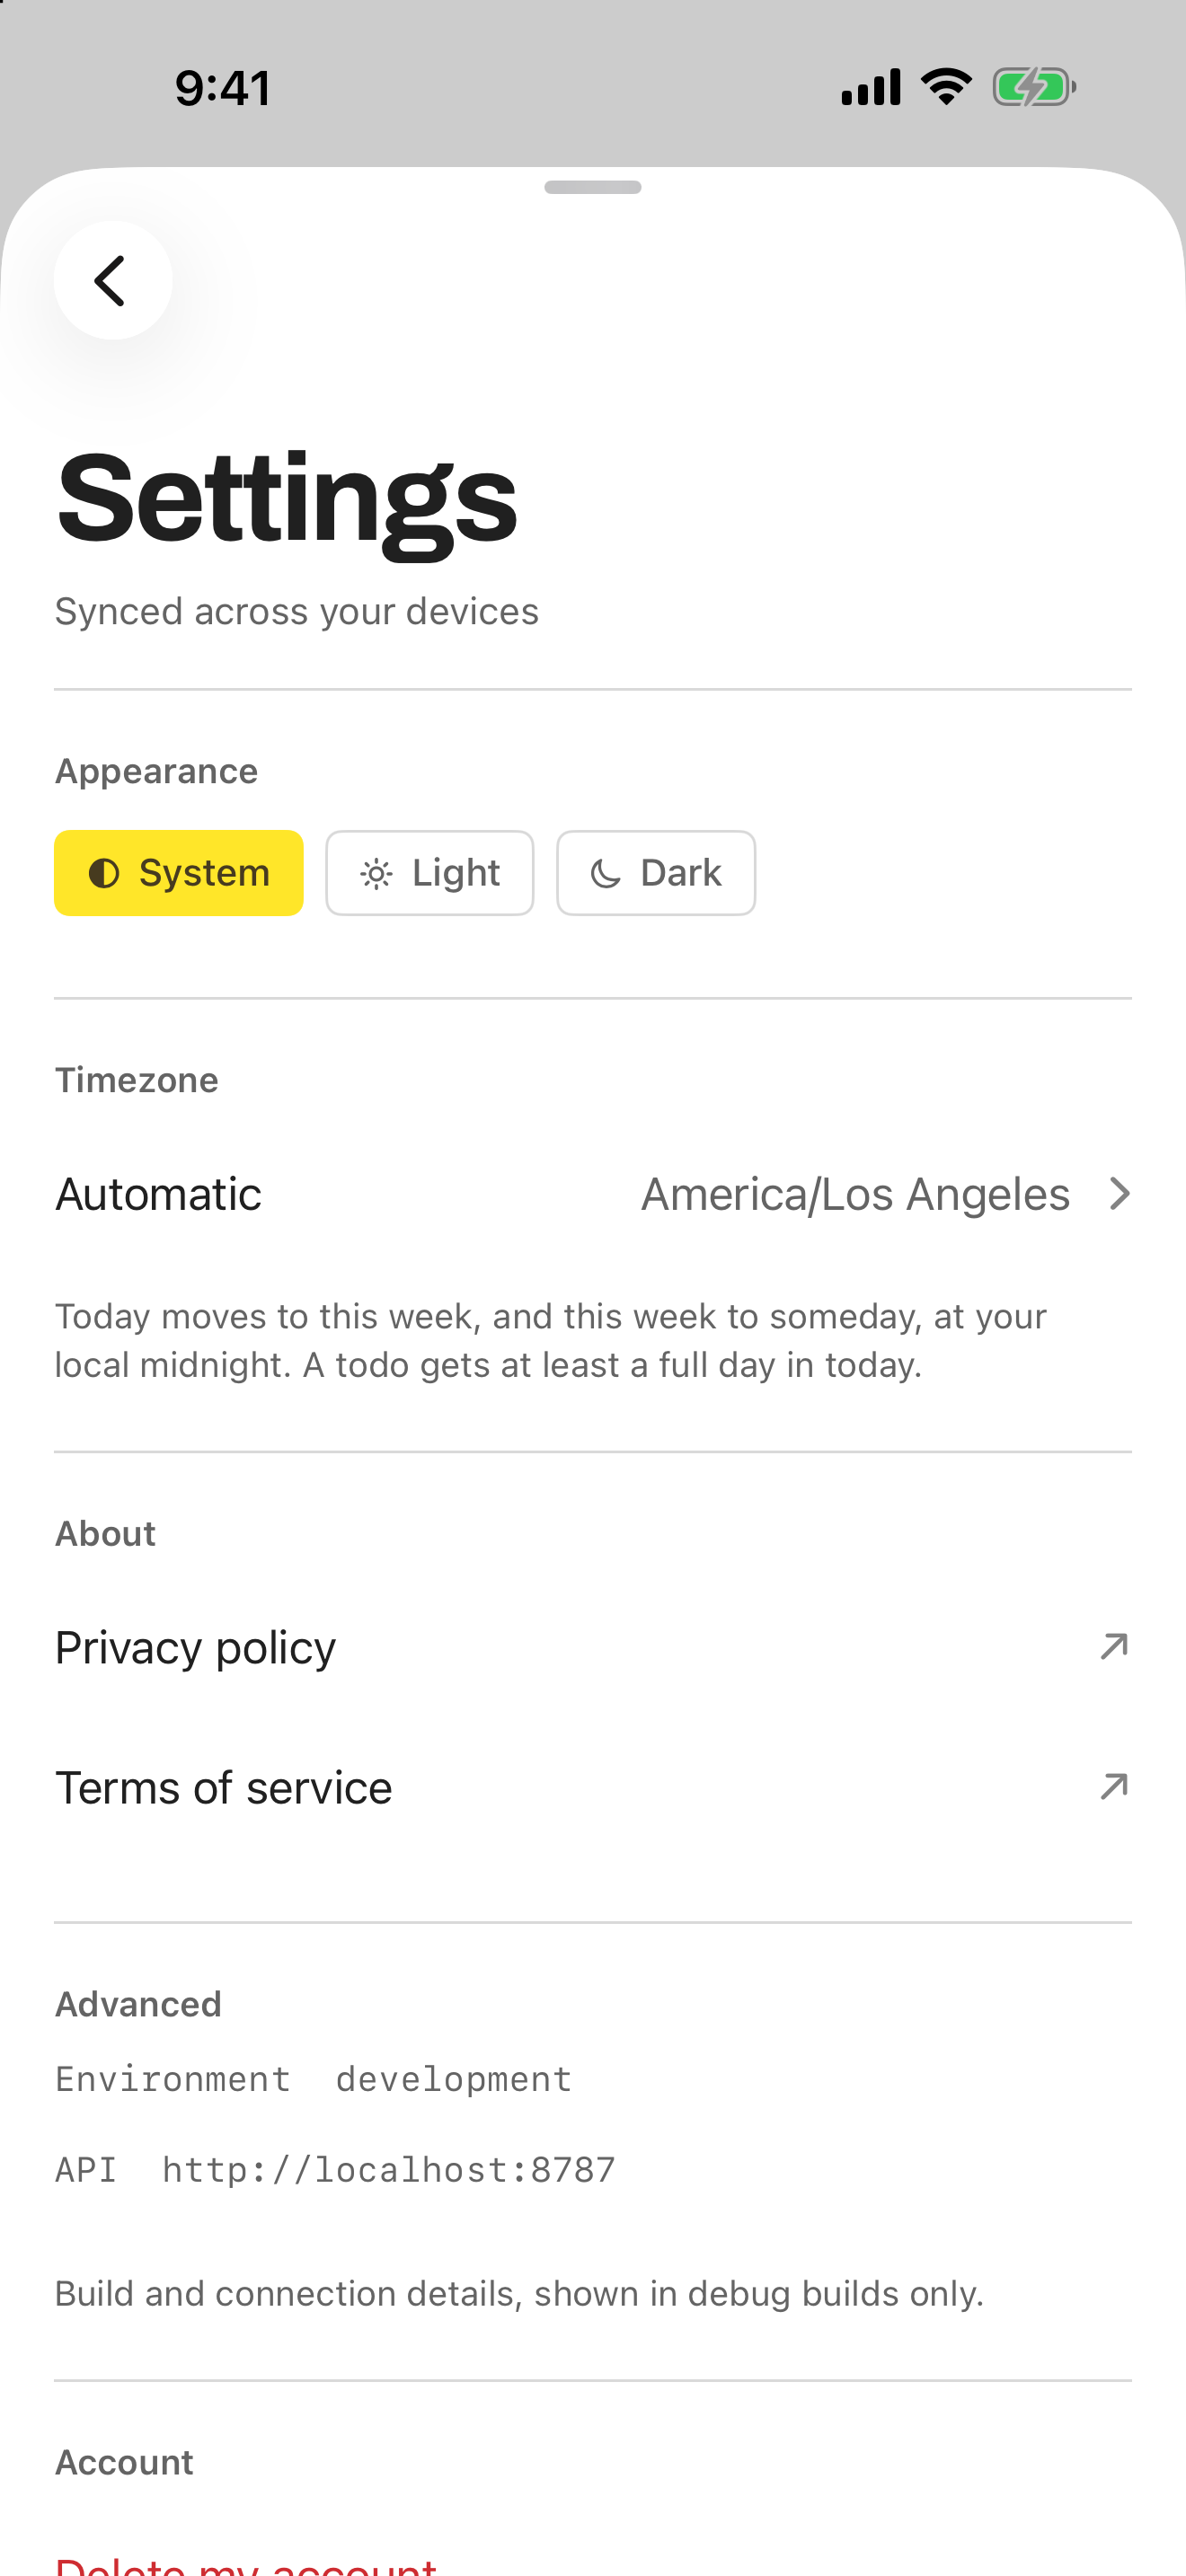 9:41
Settings
Synced across your devices
Appearance
System Light Dark
Timezone
Automatic America/Los Angeles
Today moves to this week, and this week to someday, at your
local midnight. A todo gets at least a full day in today.
About
Privacy policy
Terms of service
Advanced
Environment development
API http://localhost:8787
Build and connection details, shown in debug builds only.
Account
Delete my account